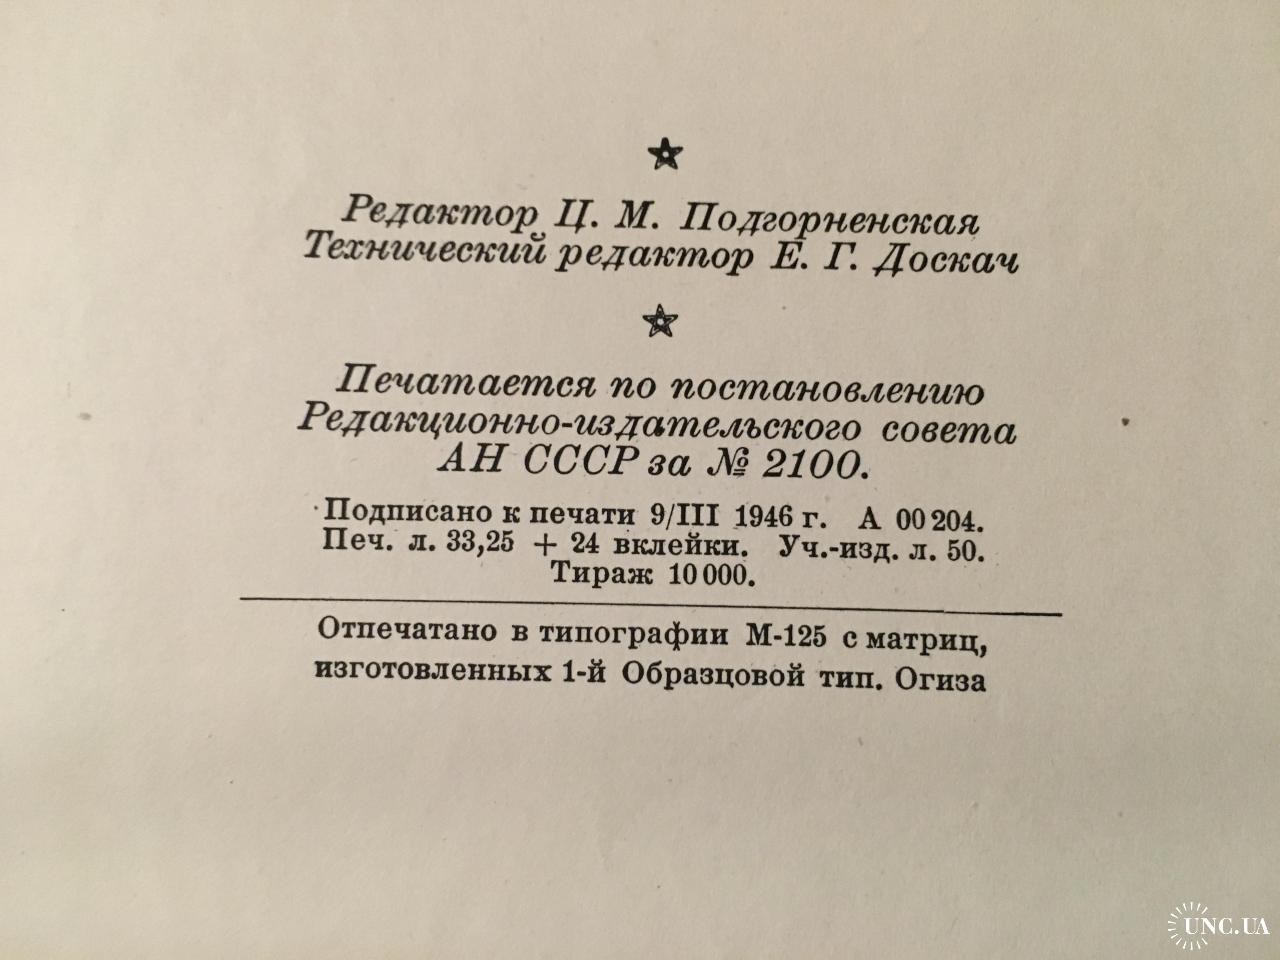 Редактор Ц. М. Подгорненская
Технический редактор Е. Г. Доскач
Печатается по постановлению
Редакционно-издательского совета
АН СССР за № 2100.
Подписано к печати 9/III 1946 г. А 00204.
Печ. л. 33,25 + 24 вклейки. Уч.-изд. л. 50.
Тираж 10 000.
Отпечатано в типографии М-125 с матриц,
изготовленных 1-й Образцовой тип. Огиза
UNC.UA